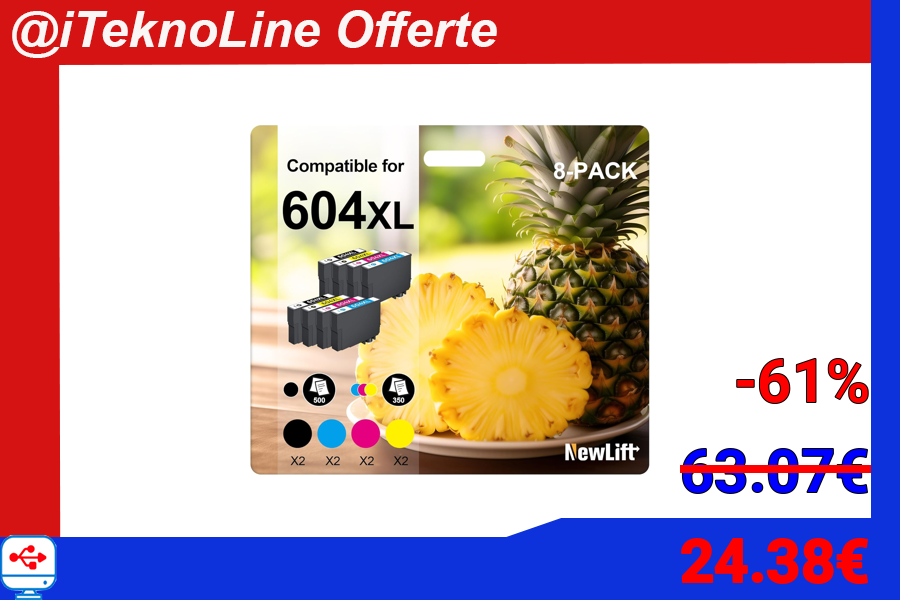 @iTeknoLine Offerte
Compatible for
8-PACK
604XL
500
350
X2 X2 X2 X2
NewLift
-61%
63.07€
24.38€